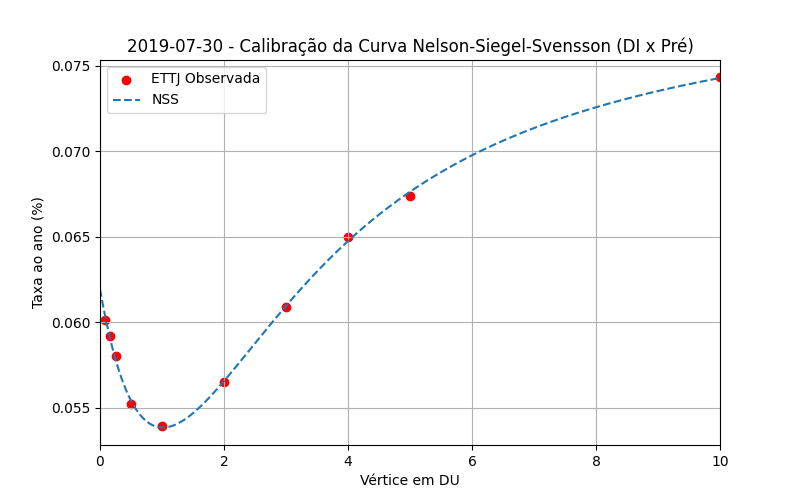 2019-07-30 - Calibração da Curva Nelson-Siegel-Svensson (DI x Pré)
ETTJ Observada
NSS
Taxa ao ano (%)
0.075
0.070
0.065
0.060
0.055
0 2 4 6 8 10
Vértice em DU